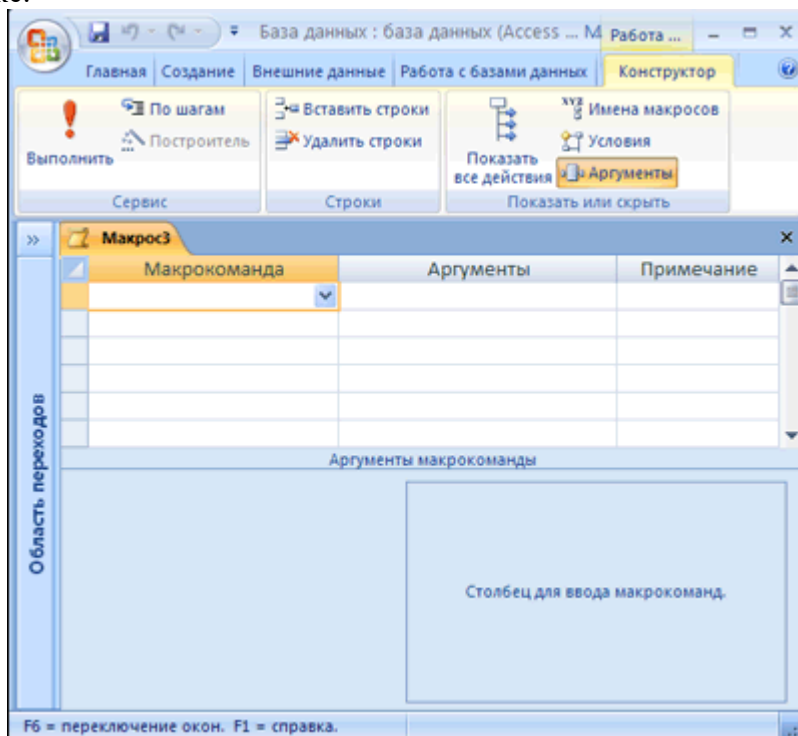 ке.
База данных : база данных (Access ... M Работа ...
Главная Создание Внешние данные Работа с базами данных Конструктор
Выполнить
По шагам
Построитель
Сервис
Вставить строки
Удалить строки
Строки
Показать
все действия
Имена макросов
Условия
Аргументы
Показать или скрыть
Макрос3
Макрокоманда Аргументы Примечание
Область переходов
Аргументы макрокоманды
Столбец для ввода макрокоманд.
F6 = переключение окон. F1 = справка.